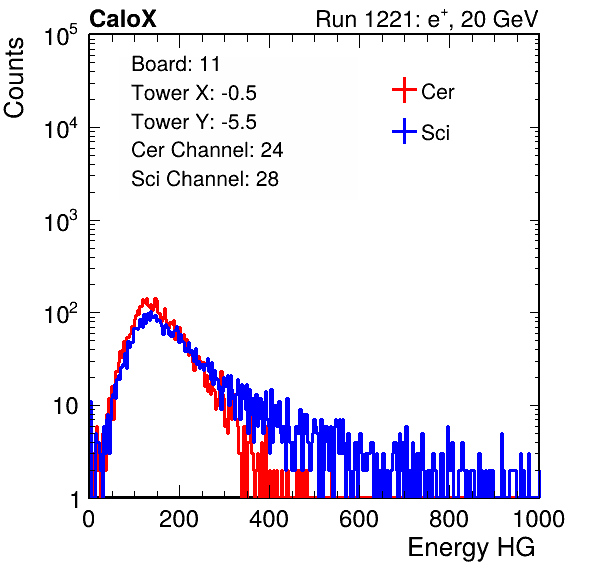 CaloX Run 1221: e⁺, 20 GeV
Counts
10⁵
10⁴
10³
10²
10
1
Board: 11
Tower X: -0.5
Tower Y: -5.5
Cer Channel: 24
Sci Channel: 28
Cer
Sci
0 200 400 600 800 1000
Energy HG